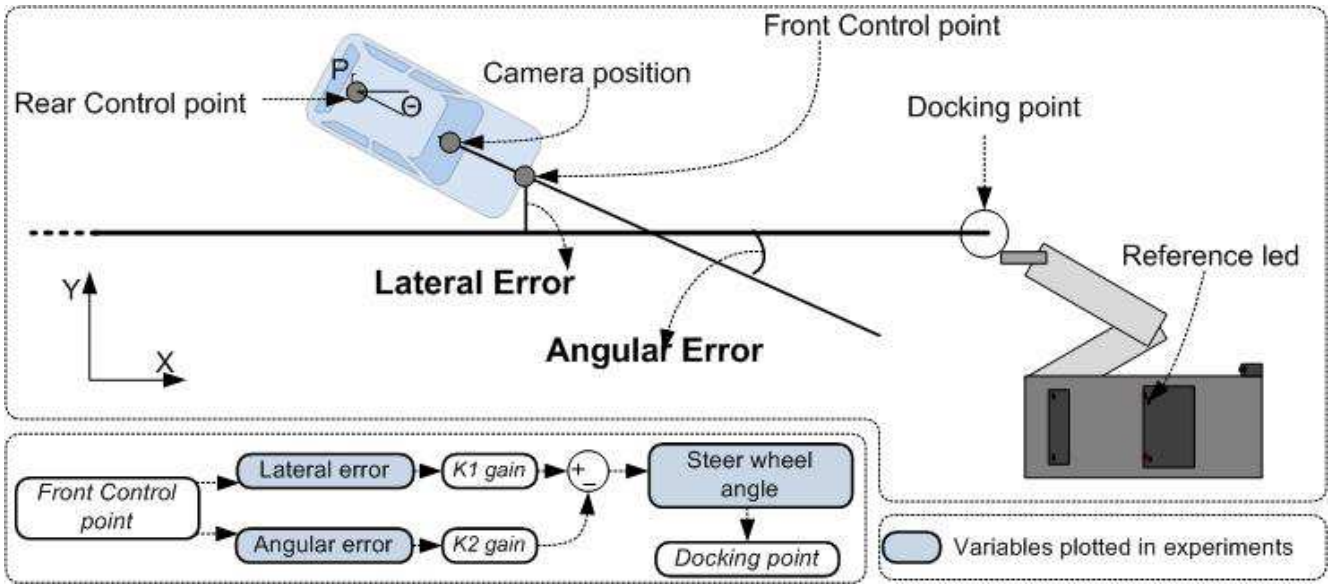 Front Control point
Camera position
Rear Control point
Pr
Θ
Docking point
Reference led
Lateral Error
Angular Error
Y
X
Lateral error
K1 gain
+
−
Steer wheel
angle
Front Control
point
Angular error
K2 gain
Docking point
Variables plotted in experiments